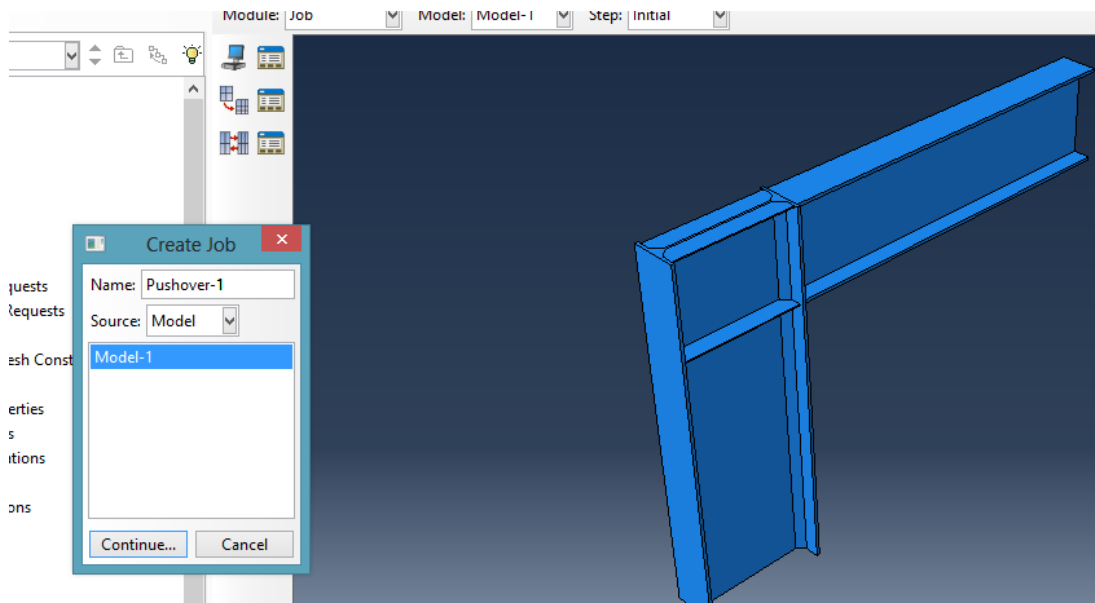 Module: Job Model: Model-1 Step: Initial
Create Job
Name: Pushover-1
Source: Model
Model-1
Continue... Cancel
quests
Requests
esh Const
erties
s
ations
ons